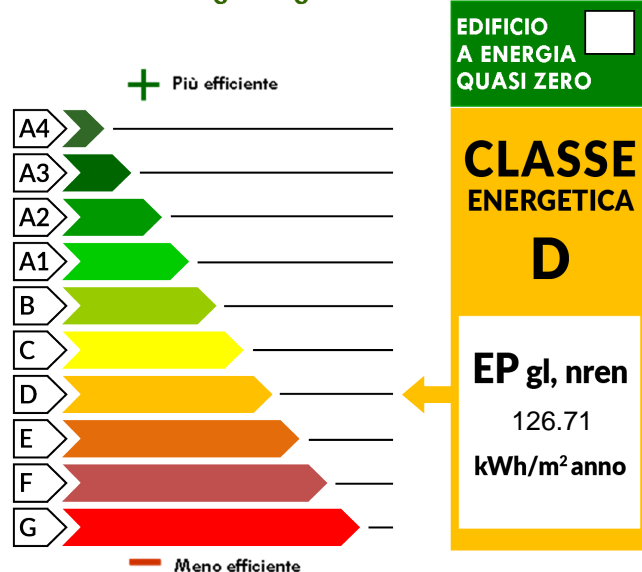 EDIFICIO
A ENERGIA
QUASI ZERO
+ Più efficiente
A4
A3
A2
A1
B
C
D
E
F
G
Meno efficiente
CLASSE
ENERGETICA
D
EP gl, nren
126.71
kWh/m² anno